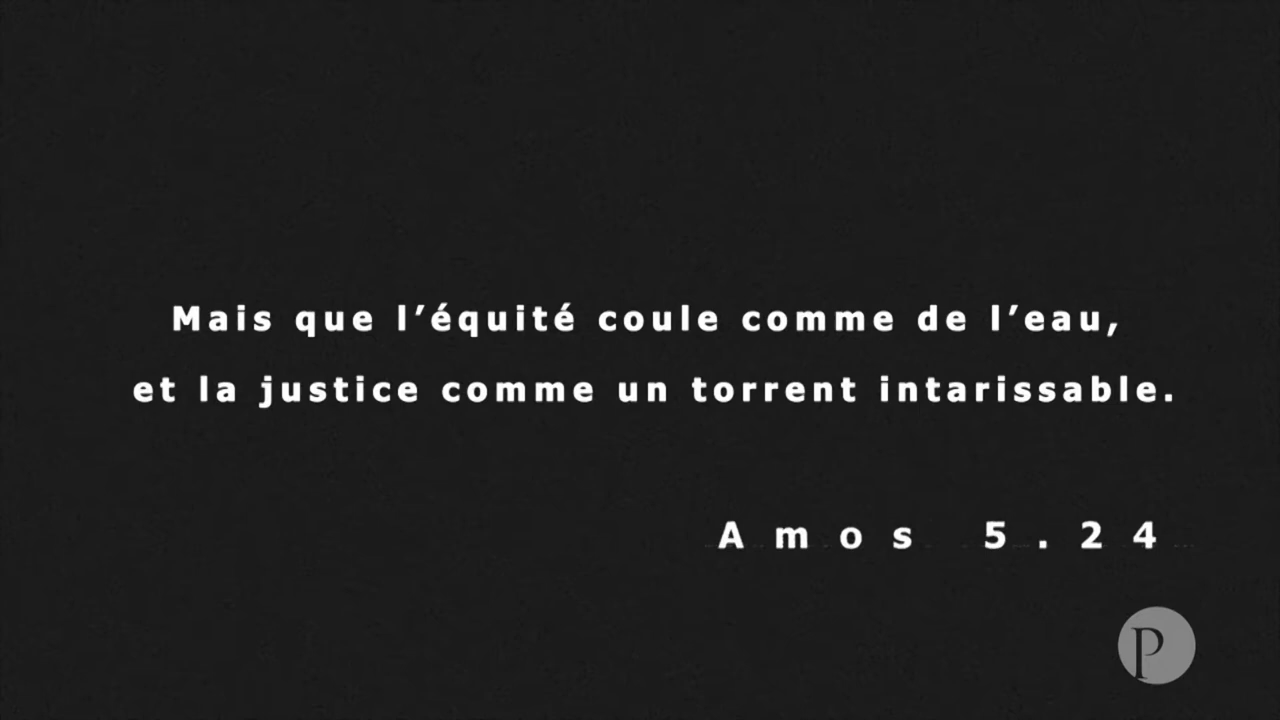 Mais que l’équité coule comme de l’eau,
et la justice comme un torrent intarissable.
Amos 5.24
P